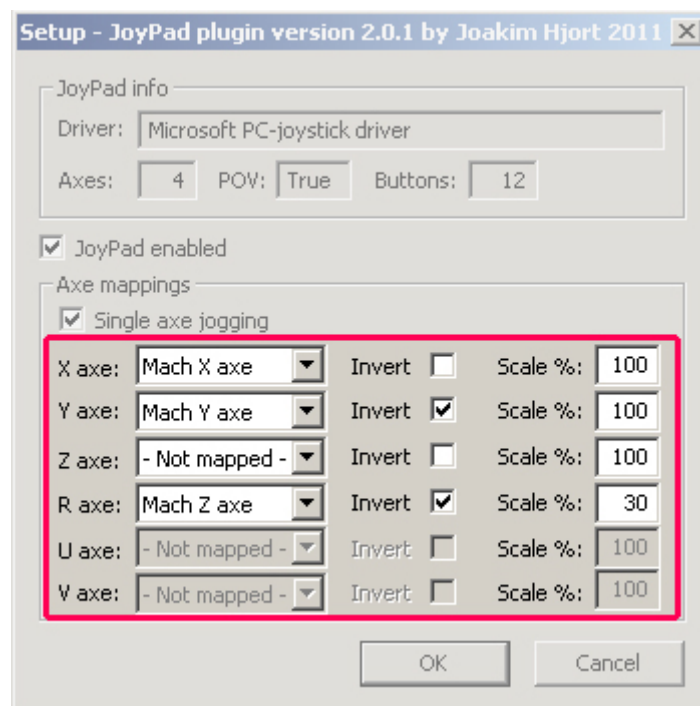 Setup - JoyPad plugin version 2.0.1 by Joakim Hjort 2011
JoyPad info
Driver: Microsoft PC-joystick driver
Axes: 4 POV: True Buttons: 12
JoyPad enabled
Axe mappings
Single axe jogging
X axe: Mach X axe Invert Scale %: 100
Y axe: Mach Y axe Invert Scale %: 100
Z axe: - Not mapped - Invert Scale %: 100
R axe: Mach Z axe Invert Scale %: 30
U axe: - Not mapped - Invert Scale %: 100
V axe: - Not mapped - Invert Scale %: 100
OK Cancel